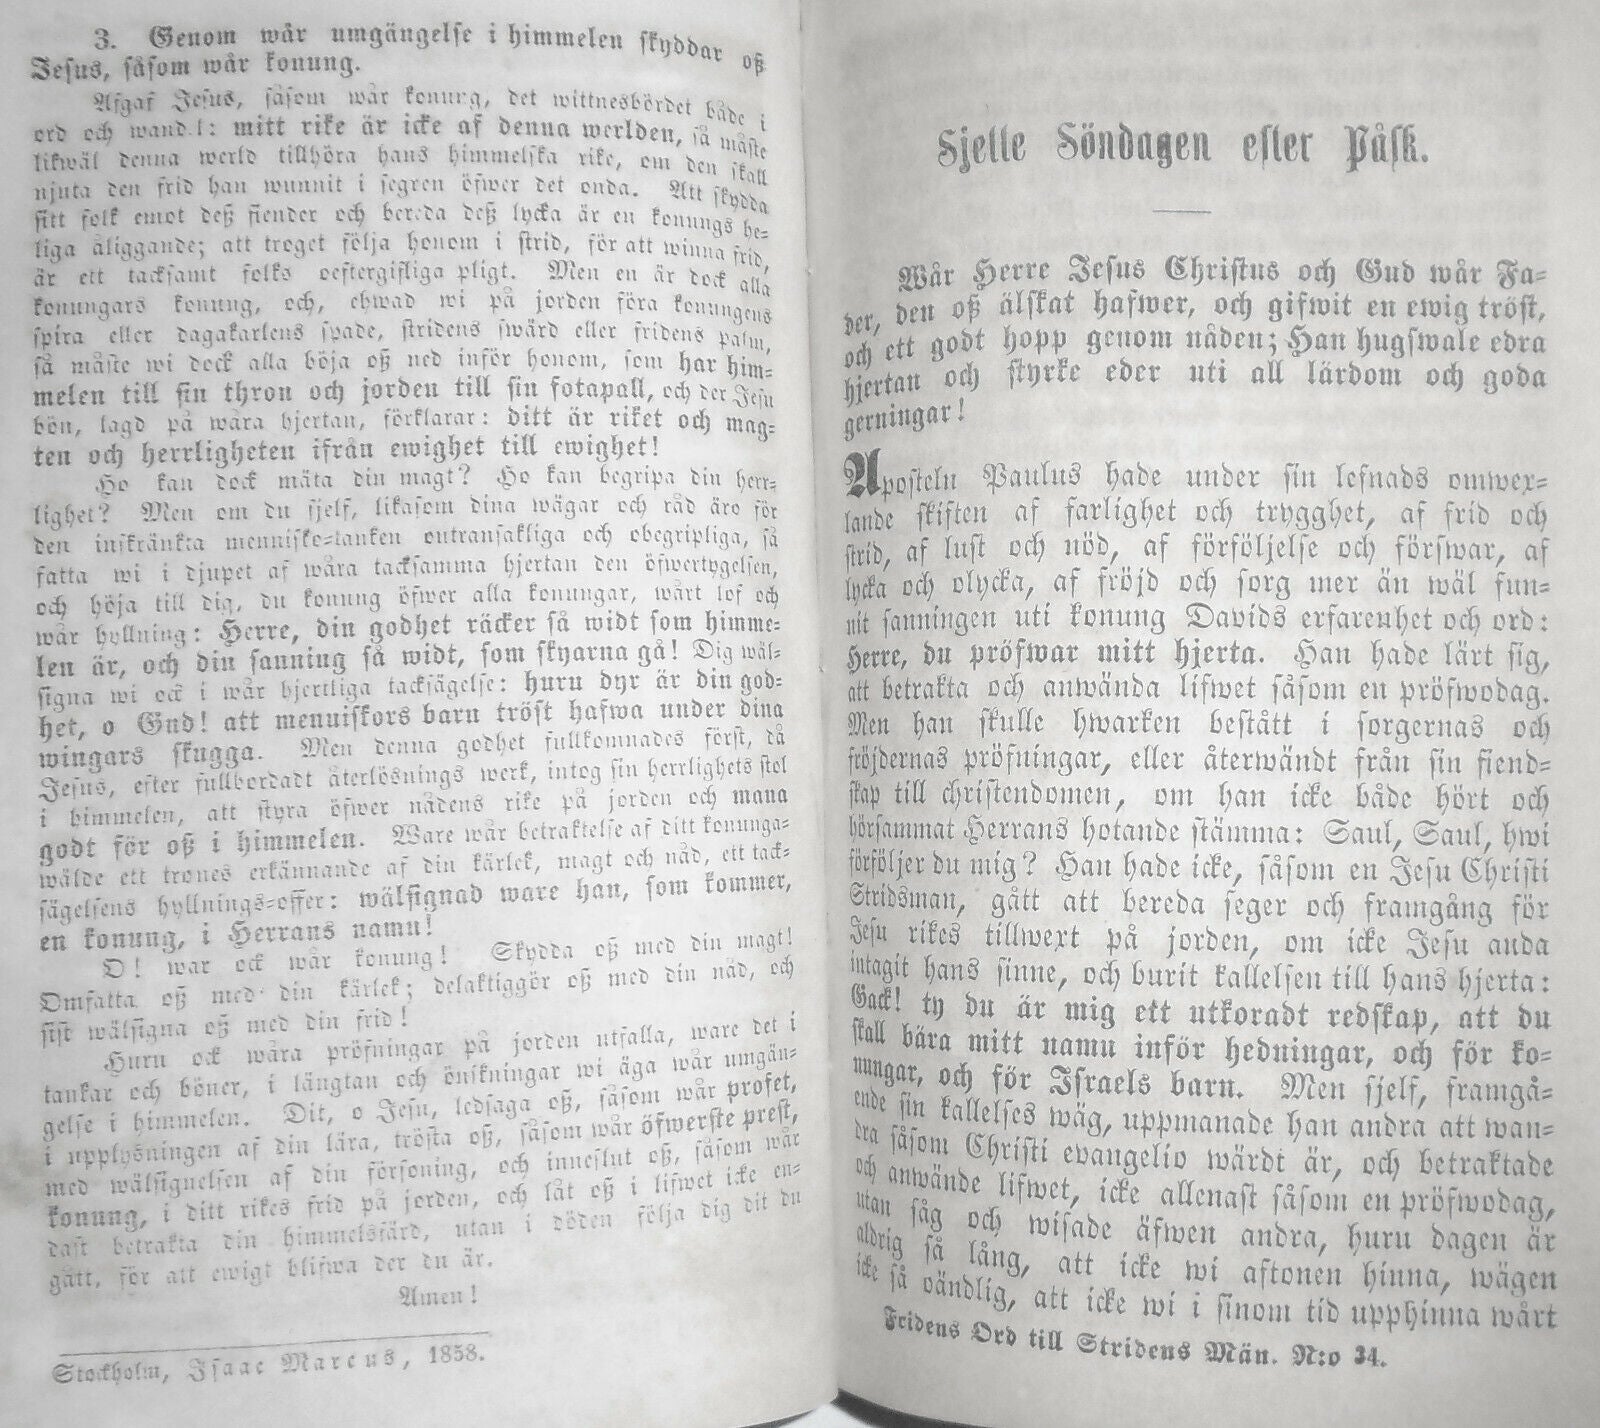 3. Genom wår umgängelse i himmelen skyddar oß
Jesus, såsom wår konung.
Afgaf Jesus, såsom wår konung, det wittnesbördet både i
ord och wandel: mitt rike är icke af denna werlden, så måste
likwäl denna werld tillhöra hans himmelska rike, om den skall
njuta den frid han wunnit i segren öfwer det onda. Att skydda
sitt folk emot deß fiender och bereda deß lycka är en konungs he-
liga åliggande; att troget följa honom i strid, för att winna frid,
är ett tacksamt folks oeftergifliga pligt. Men en är dock alla
konungars konung, och, ehwad wi på jorden föra konungens
spira eller dagakarlens spade, stridens swärd eller fridens palm,
så måste wi dock alla böja oß ned inför honom, som har him-
melen till sin thron och jorden till sin fotapall, och der Jesu
bön, lagd på wåra hjertan, förklarar: ditt är riket och mag-
ten och herrligheten ifrån ewighet till ewighet!
Ho kan dock mäta din magt? Ho kan begripa din herr-
lighet? Men om du sjelf, likasom dina wägar och råd äro för
den inskränkta menniско-tanken outransakliga och obegripliga, så
fatta wi i djupet af wåra tacksamma hjertan den öfwertygelsen,
och höja till dig, du konung öfwer alla konungar, wårt lof och
wår hyllning: Herre, din godhet räcker så widt som himme-
len är, och din sanning så widt, som skyarna gå! Dig wäl-
signa wi ock i wår hjertliga tacksägelse: huru dyr är din god-
het, o Gud! att menniskors barn tröst hafwa under dina
wingars skugga. Men denna godhet fullkomnades först, då
Jesus, efter fullbordadt återlösnings werk, intog sin herrlighets stol
i himmelen, att styra öfwer nådens rike på jorden och mana
godt för oß i himmelen. Ware wår betraktelse af ditt konunga-
wälde ett trones erkännande af din kärlek, magt och nåd, ett tack-
sägelsens hyllnings-offer: wälsignad ware han, som kommer,
en konung, i Herrans namn!
O! war ock wår konung! Skydda oß med din magt!
Omfatta oß med din kärlek; delaktiggör oß med din nåd, och
sist wälsigna oß med din frid!
Huru ock wåra pröfningar på jorden utfalla, ware det i
tankar och böner, i längtan och önskningar wi äga wår umgän-
gelse i himmelen. Dit, o Jesu, ledsaga oß, såsom wår profet,
i upplysningen af din lära, trösta oß, såsom wår öfwerste prest,
med wälsignelsen af din försoning, och inneslut oß, såsom wår
konung, i ditt rikes frid på jorden, och låt oß i lifwet icke en-
dast betrakta din himmelsfärd, utan i döden följa dig dit du
gått, för att ewigt blifwa der du är.
Amen!
Stockholm, Isaac Marcus, 1858.
Sjette Söndagen efter Påsk.
Wår Herre Jesus Christus och Gud wår Fa-
der, den oß älskat hafwer, och gifwit en ewig tröst,
och ett godt hopp genom nåden; Han hugswale edra
hjertan och styrke eder uti all lärdom och goda
gerningar!
Aposteln Paulus hade under sin lefnads omwex-
lande skiften af farlighet och trygghet, af frid och
strid, af lust och nöd, af förföljelse och förswar, af
lycka och olycka, af fröjd och sorg mer än wäl fun-
nit sanningen uti konung Davids erfarenhet och ord:
Herre, du pröfwar mitt hjerta. Han hade lärt sig,
att betrakta och anwända lifwet såsom en pröfwodag.
Men han skulle hwarken bestått i sorgernas och
fröjdernas pröfningar, eller återwändt från sin fiend-
skap till christendomen, om han icke både hört och
hörsammat Herrans hotande stämma: Saul, Saul, hwi
förföljer du mig? Han hade icke, såsom en Jesu Christi
Stridsman, gått att bereda seger och framgång för
Jesu rikes tillwext på jorden, om icke Jesu anda
intagit hans sinne, och burit kallelsen till hans hjerta:
Gack! ty du är mig ett utkoradt redskap, att du
skall bära mitt namn inför hedningar, och för ko-
nungar, och för Israels barn. Men sjelf, framgå-
ende sin kallelses wäg, uppmanade han andra att wan-
dra såsom Christi evangelio wärdt är, och betraktade
och anwände lifwet, icke allenast såsom en pröfwodag,
utan såg och wisade äfwen andra, huru dagen är
aldrig så lång, att icke wi aftonen hinna, wägen
icke så oändlig, att icke wi i sinom tid upphinna wårt
Fridens Ord till Stridens Män. N:o 34.